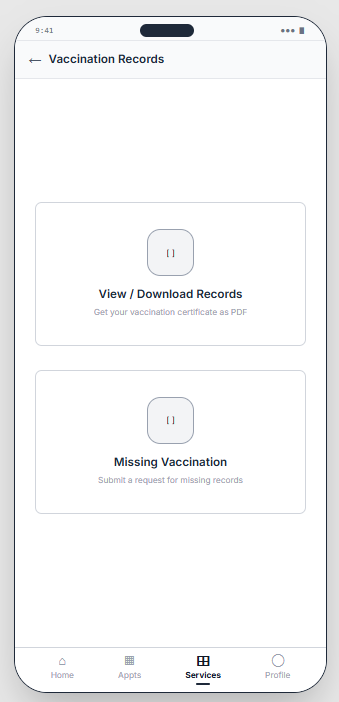 9:41
← Vaccination Records
[ ]
View / Download Records
Get your vaccination certificate as PDF
[ ]
Missing Vaccination
Submit a request for missing records
Home Appts Services Profile